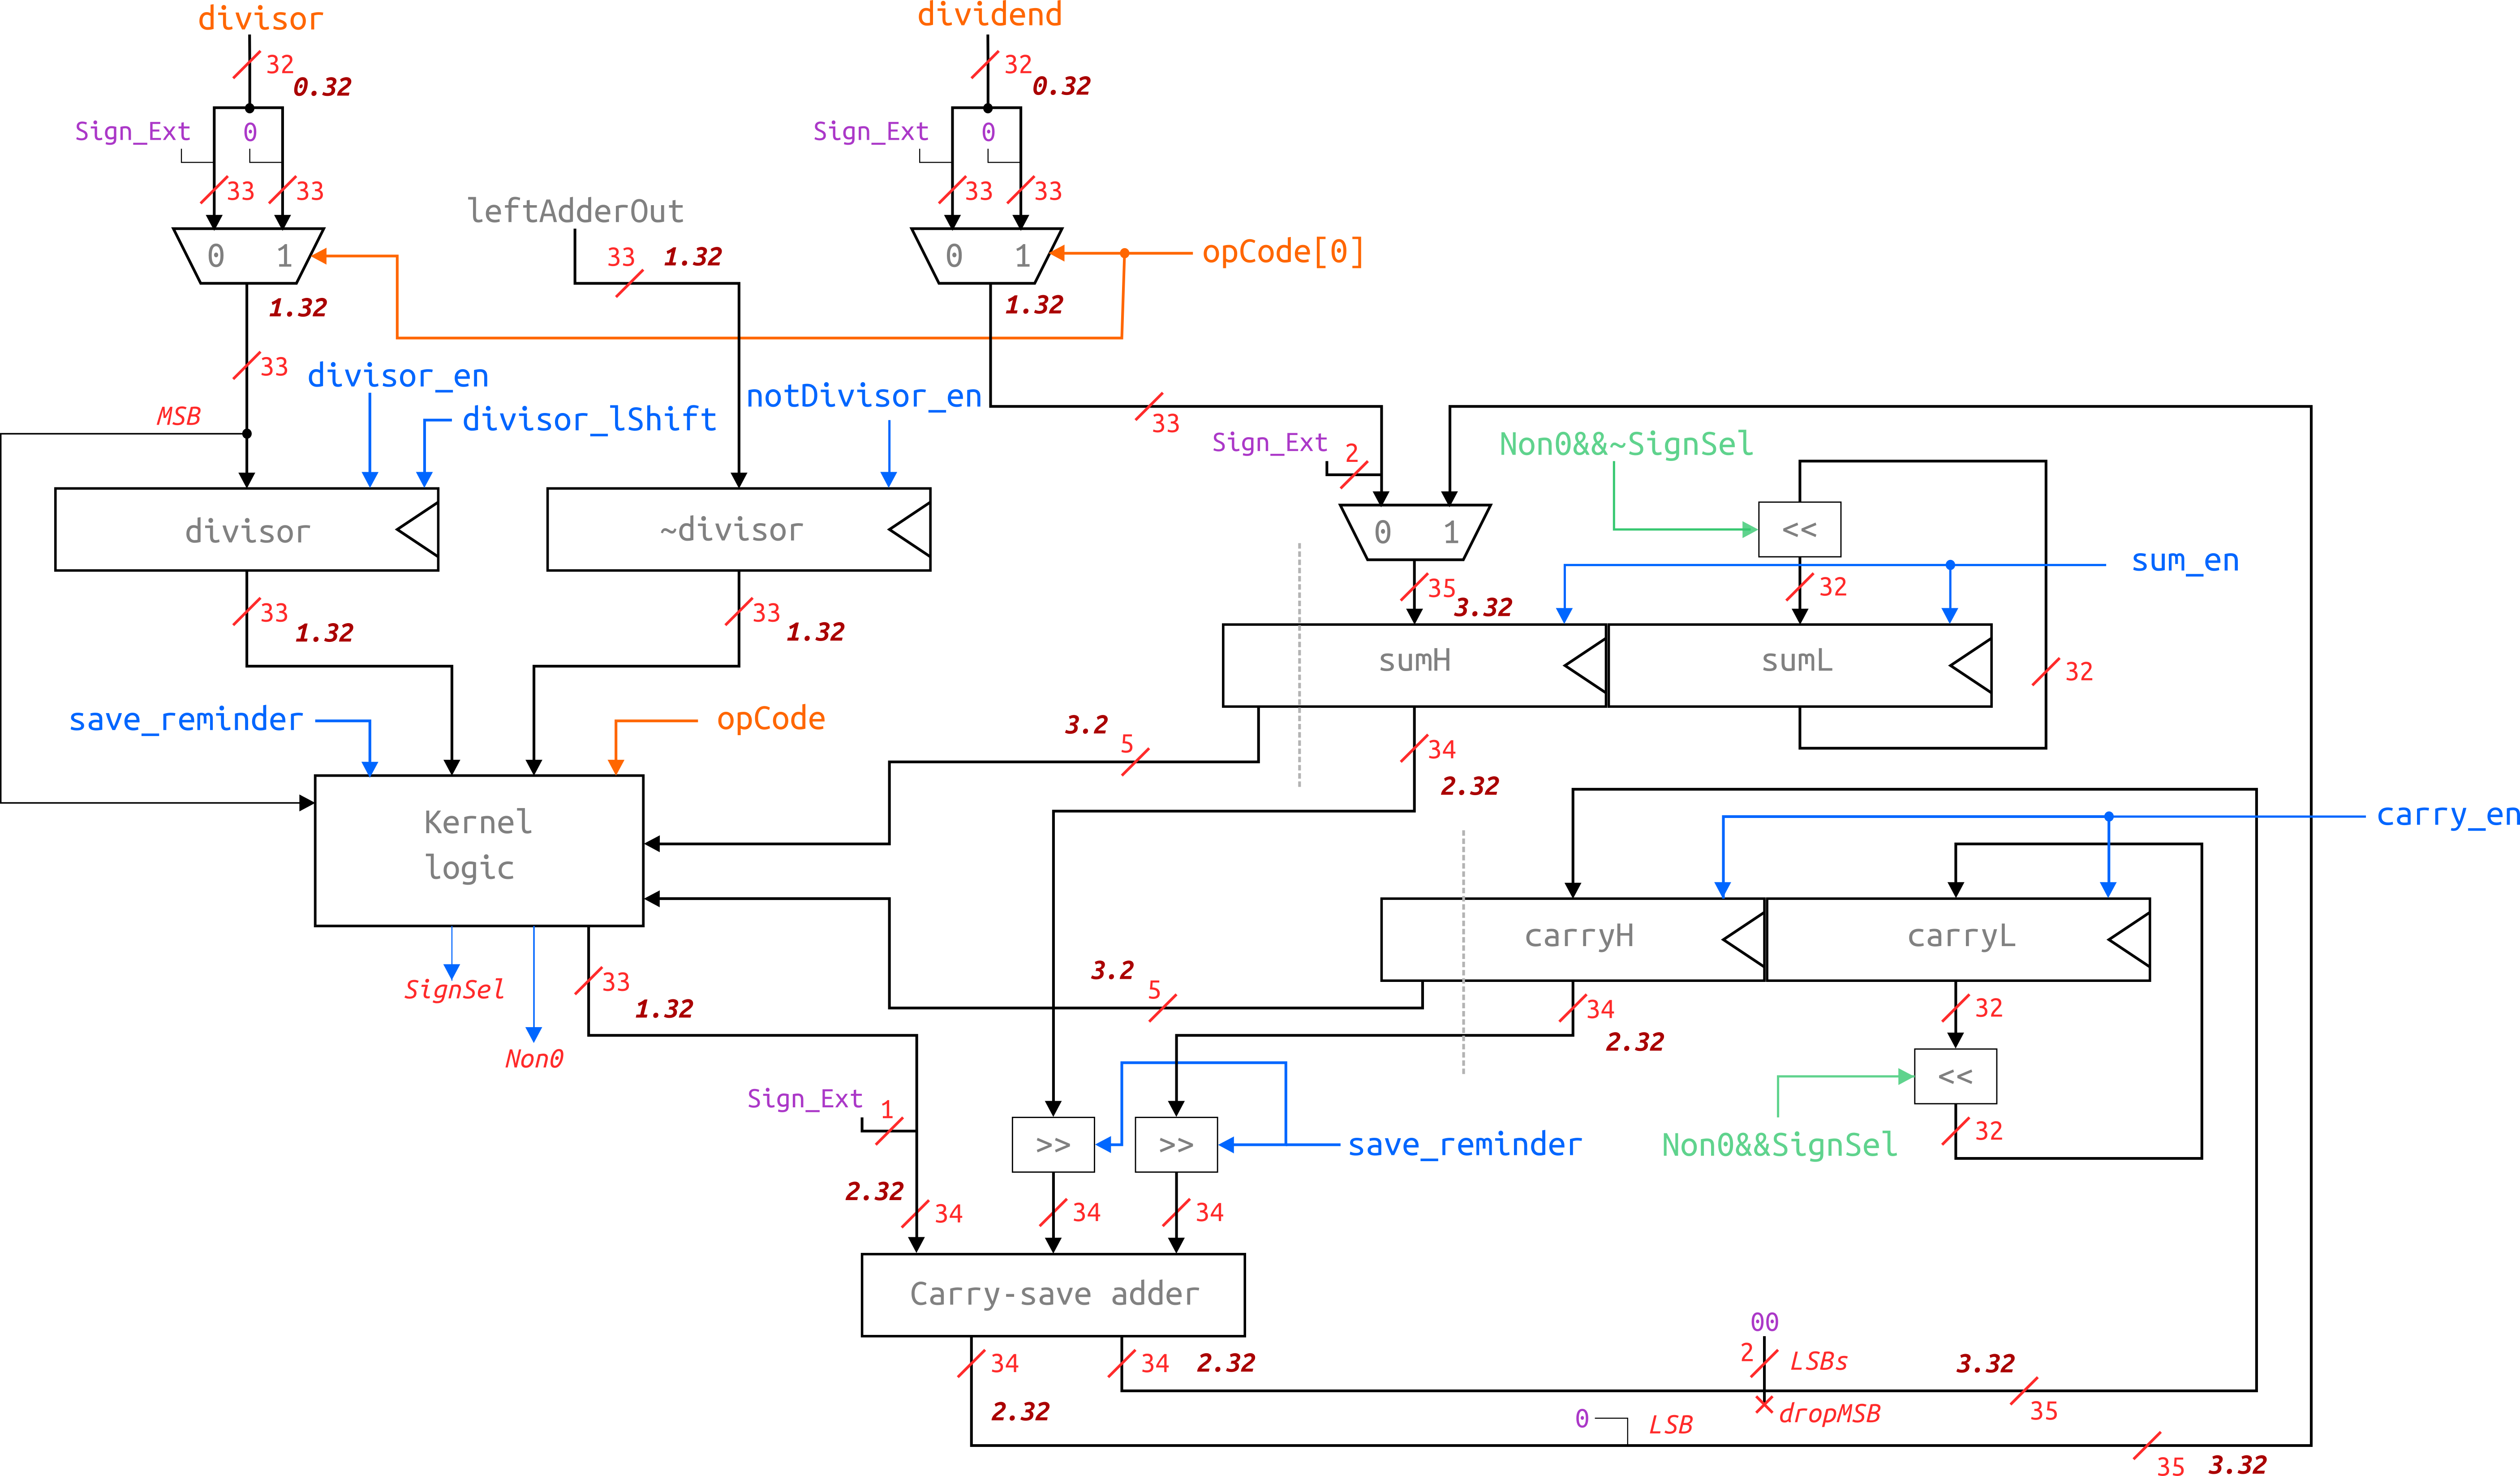 divisor
dividend
32
0.32
32
0.32
Sign_Ext
0
Sign_Ext
0
33
33
33
33
leftAdderOut
0 1
33
1.32
0 1
opCode[0]
1.32
1.32
33
divisor_en
notDivisor_en
MSB
divisor_lShift
33
Sign_Ext
2
Non0&&~SignSel
divisor
~divisor
0 1
<<
sum_en
33
1.32
33
1.32
35
3.32
32
sumH
sumL
32
save_reminder
opCode
3.2
5
34
2.32
Kernel
logic
carry_en
carryH
carryL
SignSel
33
1.32
3.2
5
34
2.32
32
Non0
Sign_Ext
1
<<
>>
>>
save_reminder
Non0&&SignSel
32
2.32
34
34
34
Carry-save adder
00
34
34
2.32
2
LSBs
3.32
2.32
0
LSB
dropMSB
35
35
3.32